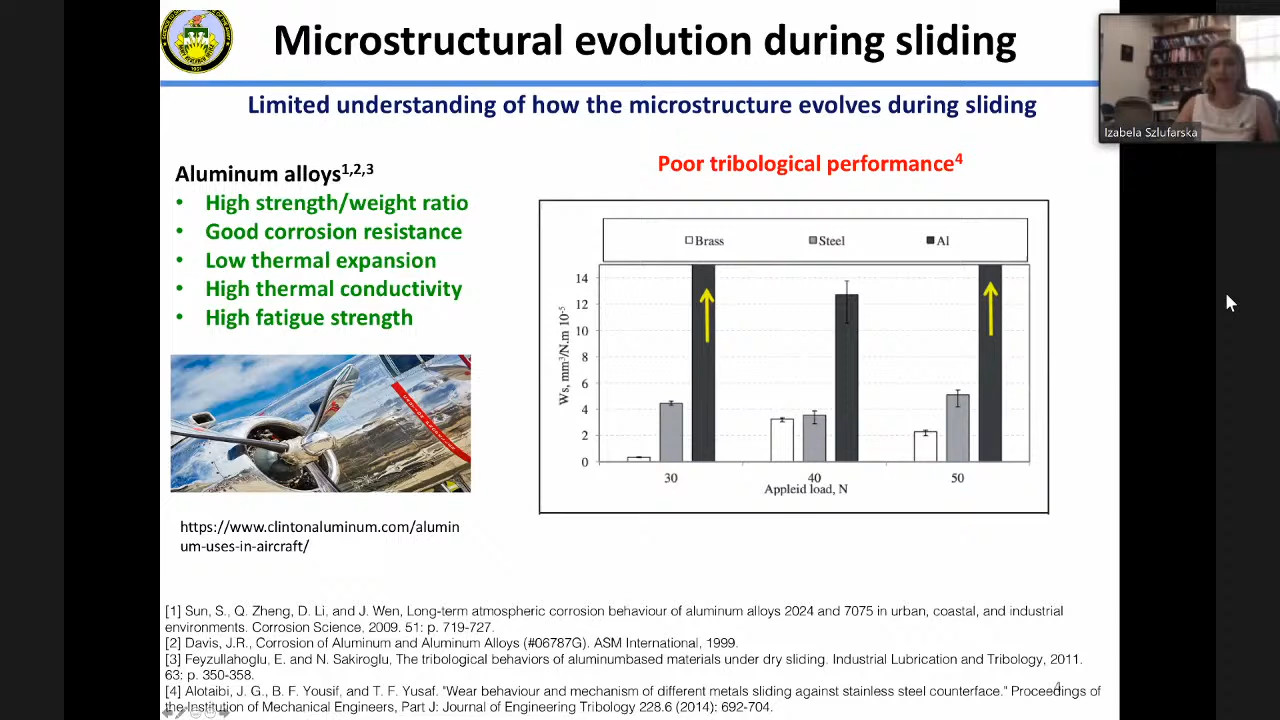 Microstructural evolution during sliding
Izabela Szlufarska
Limited understanding of how the microstructure evolves during sliding
Aluminum alloys1,2,3
• High strength/weight ratio
• Good corrosion resistance
• Low thermal expansion
• High thermal conductivity
• High fatigue strength
https://www.clintonaluminum.com/alumin
um-uses-in-aircraft/
Poor tribological performance4
Brass Steel Al
Ws, mm3/N.m 10-5
14
12
10
8
6
4
2
0
30 40 50
Appleid load, N
[1] Sun, S., Q. Zheng, D. Li, and J. Wen, Long-term atmospheric corrosion behaviour of aluminum alloys 2024 and 7075 in urban, coastal, and industrial
environments. Corrosion Science, 2009. 51: p. 719-727.
[2] Davis, J.R., Corrosion of Aluminum and Aluminum Alloys (#06787G). ASM International, 1999.
[3] Feyzullahoglu, E. and N. Sakiroglu, The tribological behaviors of aluminumbased materials under dry sliding. Industrial Lubrication and Tribology, 2011.
63: p. 350-358.
[4] Alotaibi, J. G., B. F. Yousif, and T. F. Yusaf. "Wear behaviour and mechanism of different metals sliding against stainless steel counterface." Proceedings of
the Institution of Mechanical Engineers, Part J: Journal of Engineering Tribology 228.6 (2014): 692-704.
4